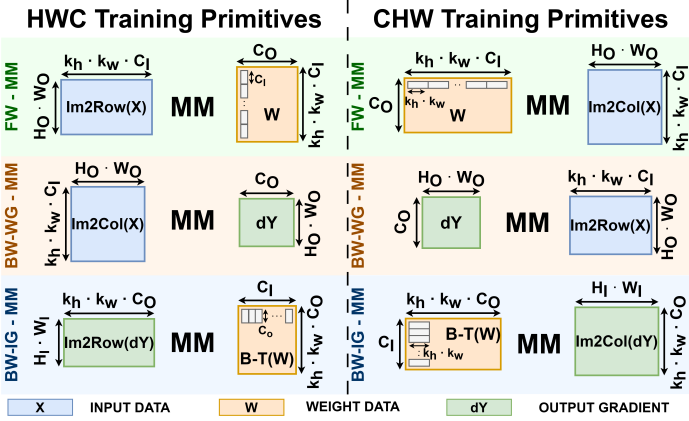 HWC Training Primitives
CHW Training Primitives
FW - MM
kh · kw · CI
HO · WO
Im2Row(X)
MM
CO
CI
W
kh · kw · CI
FW - MM
kh · kw · CI
CO
kh · kw
W
MM
HO · WO
Im2Col(X)
kh · kw · CI
BW-WG - MM
HO · WO
kh · kw · CI
Im2Col(X)
MM
CO
dY
HO · WO
BW-WG - MM
HO · WO
CO
dY
MM
kh · kw · CI
Im2Row(X)
HO · WO
BW-IG - MM
kh · kw · CO
HI · WI
Im2Row(dY)
MM
CI
...
Co
B-T(W)
kh · kw · CO
BW-IG - MM
kh · kw · CO
CI
B-T(W)
: kh · kw
MM
HI · WI
Im2Col(dY)
kh · kw · CO
X INPUT DATA W WEIGHT DATA dY OUTPUT GRADIENT